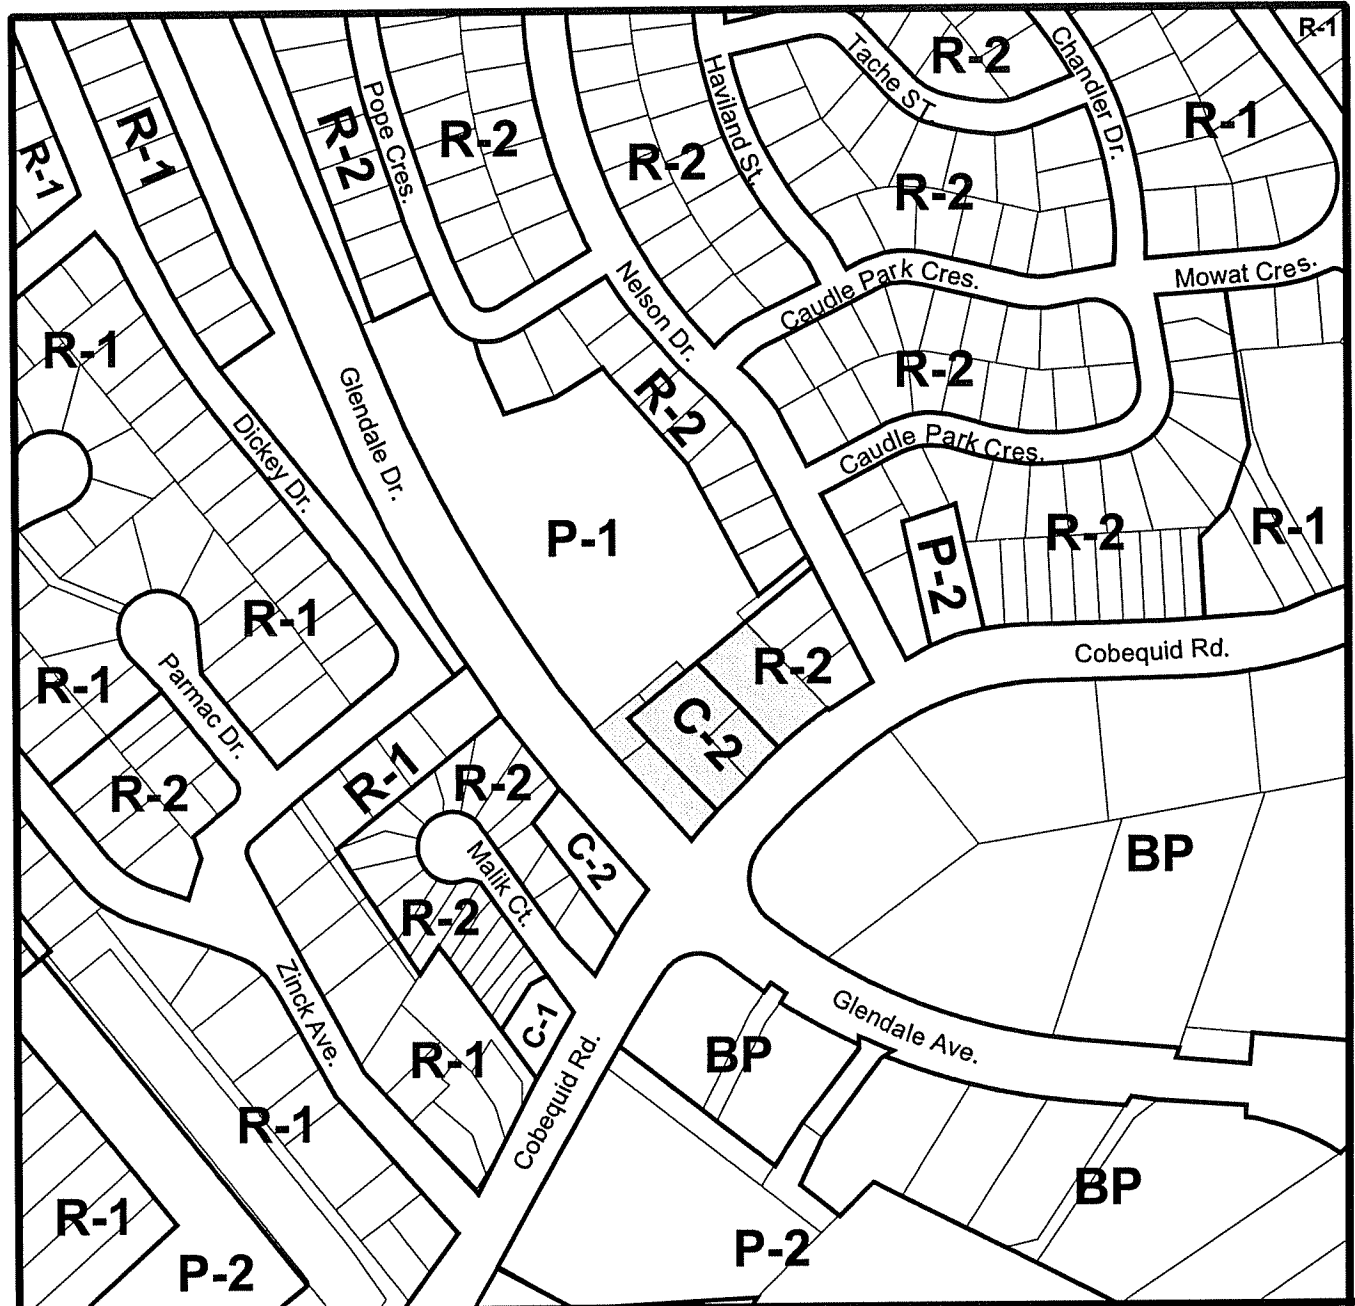 R-1
R-2
Tache ST.
Chandler Dr.
R-1
Haviland St.
Pope Cres.
R-2
R-1
R-2
R-2
R-1
R-2
Caudle Park Cres.
Mowat Cres.
Nelson Dr.
R-1
R-2
Glendale Dr.
R-2
Dickey Dr.
Caudle Park Cres.
P-1
R-2
R-1
P-2
R-1
Cobequid Rd.
R-2
R-1
Parmac Dr.
C-2
R-1
R-2
R-2
C-2
BP
Malik Ct.
R-2
Zinck Ave.
Glendale Ave.
C-1
BP
R-1
Cobequid Rd.
R-1
BP
R-1
P-2
P-2